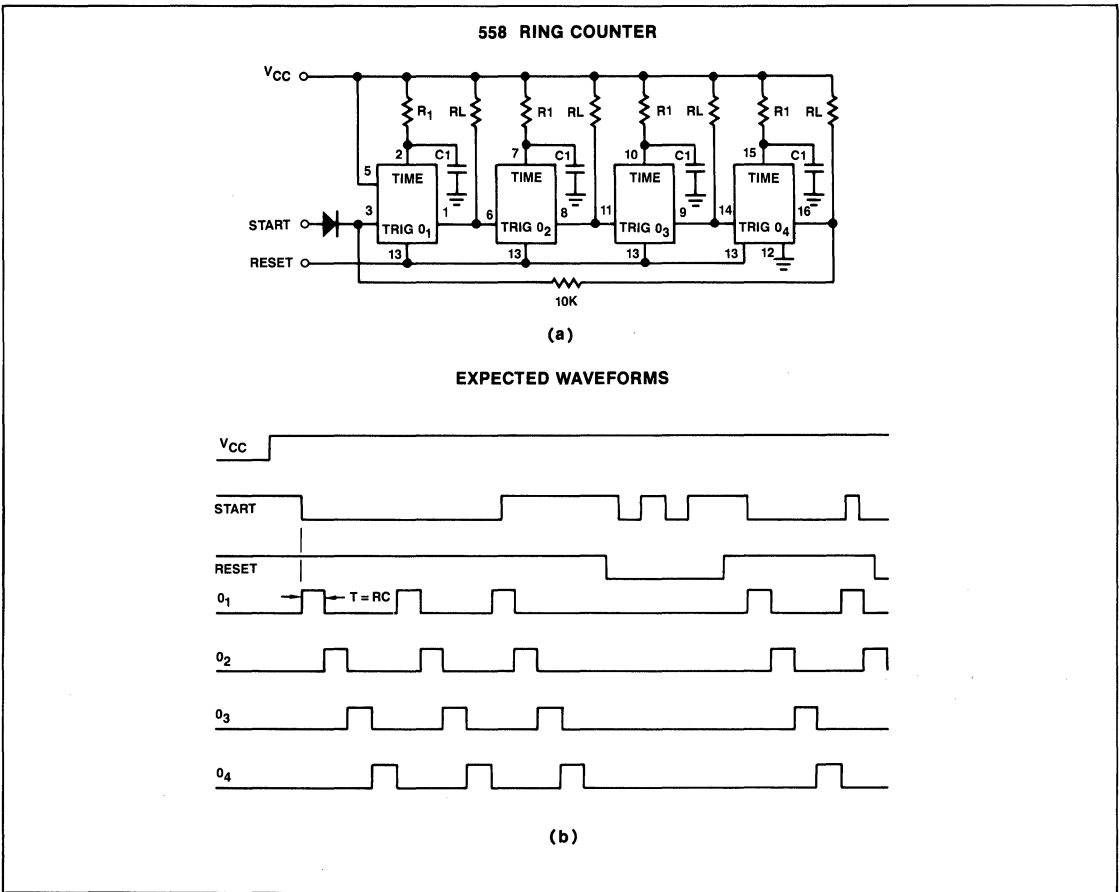 558 RING COUNTER
VCC
R1 RL R1 RL R1 RL R1 RL
2 C1 7 C1 10 C1 15 C1
5 TIME TIME TIME TIME
START 3 TRIG 01 1 6 TRIG 02 8 11 TRIG 03 9 14 TRIG 04 16
RESET 13 13 13 13 12
10K
(a)
EXPECTED WAVEFORMS
VCC
START
RESET
01 T = RC
02
03
04
(b)